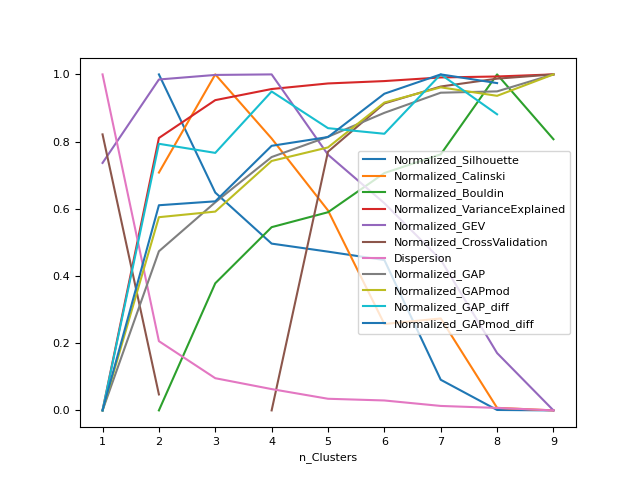 1.0
0.8
0.6
0.4
0.2
0.0
Normalized_Silhouette
Normalized_Calinski
Normalized_Bouldin
Normalized_VarianceExplained
Normalized_GEV
Normalized_CrossValidation
Dispersion
Normalized_GAP
Normalized_GAPmod
Normalized_GAP_diff
Normalized_GAPmod_diff
1 2 3 4 5 6 7 8 9
n_Clusters